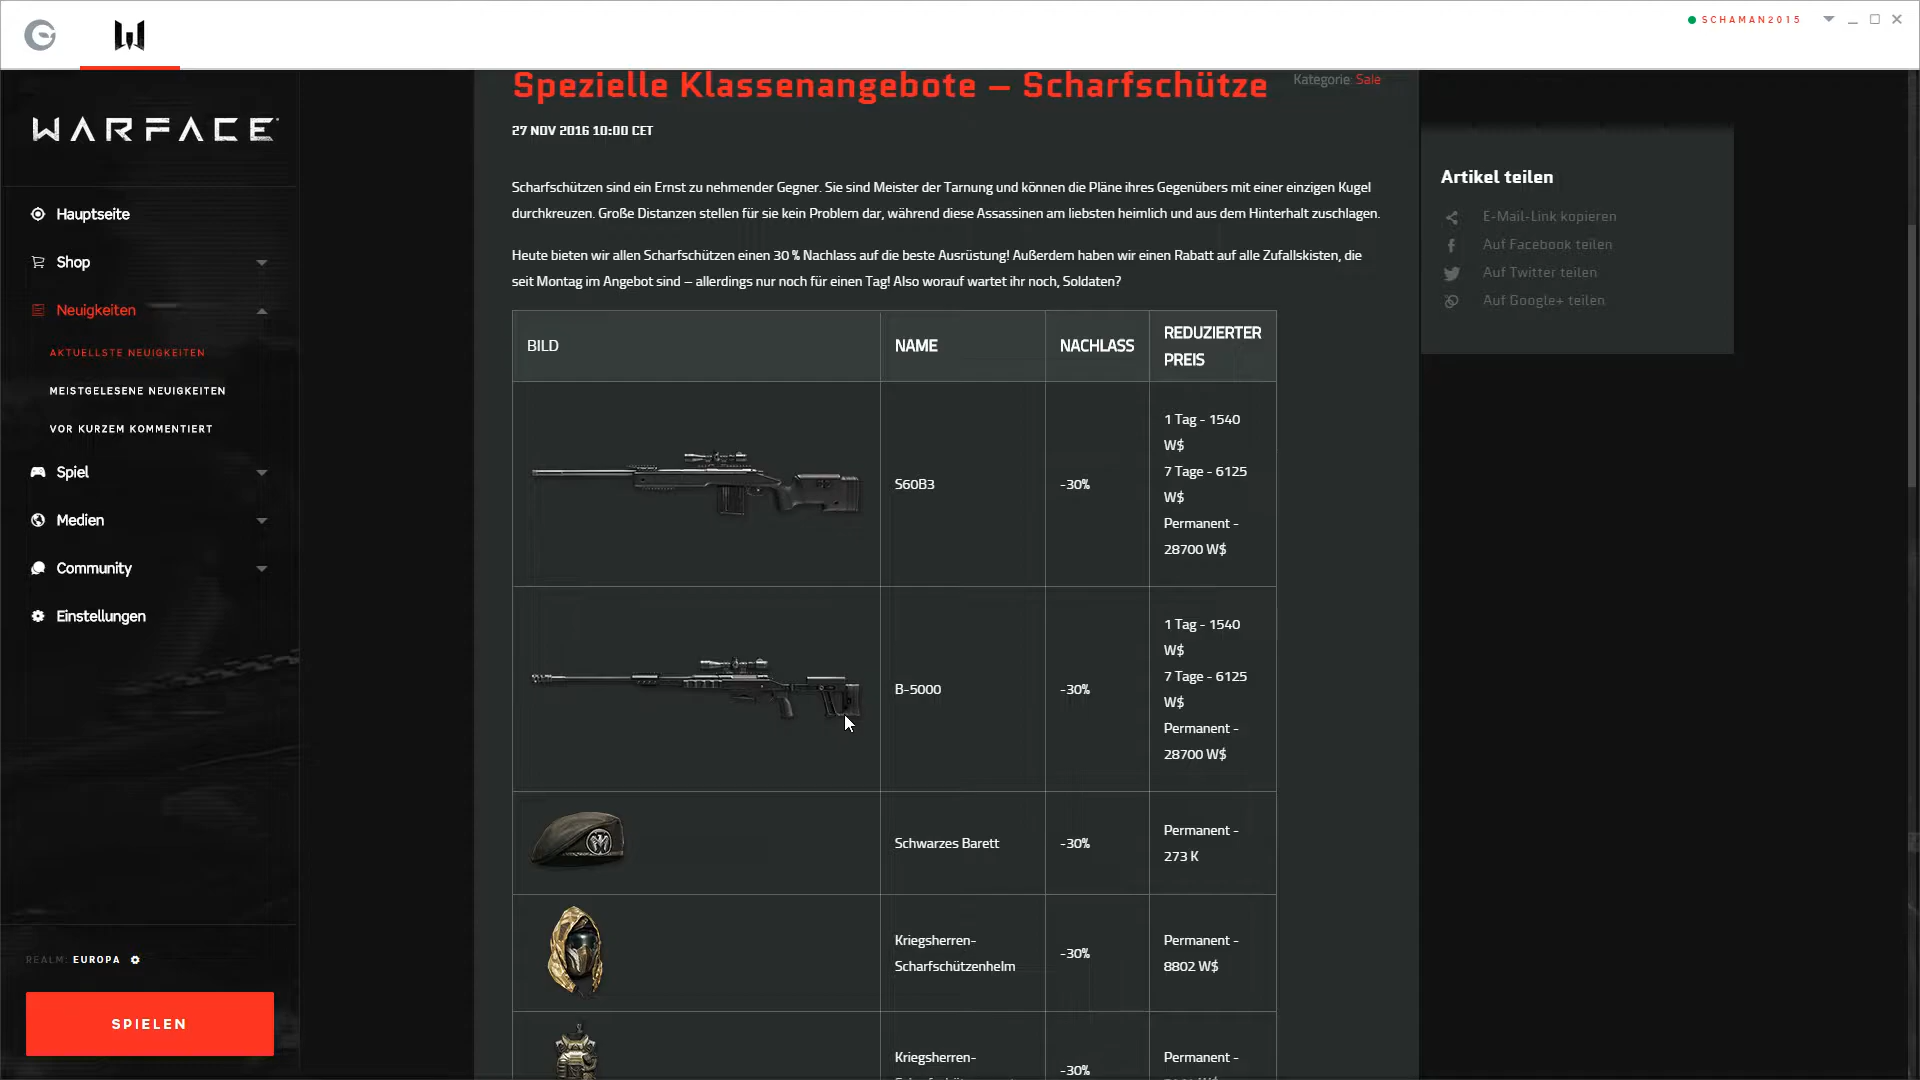 SCHAMAN2015
WARFACE
Hauptseite
Shop
Neuigkeiten
AKTUELLSTE NEUIGKEITEN
MEISTGELESENE NEUIGKEITEN
VOR KURZEM KOMMENTIERT
Spiel
Medien
Community
Einstellungen
REALM: EUROPA
SPIELEN
Spezielle Klassenangebote – Scharfschütze
Kategorie: Sale
27 NOV 2016 10:00 CET
Scharfschützen sind ein Ernst zu nehmender Gegner. Sie sind Meister der Tarnung und können die Pläne ihres Gegenübers mit einer einzigen Kugel
durchkreuzen. Große Distanzen stellen für sie kein Problem dar, während diese Assassinen am liebsten heimlich und aus dem Hinterhalt zuschlagen.
Heute bieten wir allen Scharfschützen einen 30 % Nachlass auf die beste Ausrüstung! Außerdem haben wir einen Rabatt auf alle Zufallskisten, die
seit Montag im Angebot sind – allerdings nur noch für einen Tag! Also worauf wartet ihr noch, Soldaten?
BILD
NAME
NACHLASS
REDUZIERTER
PREIS
S60B3
-30%
1 Tag - 1540
W$
7 Tage - 6125
W$
Permanent -
28700 W$
B-5000
-30%
1 Tag - 1540
W$
7 Tage - 6125
W$
Permanent -
28700 W$
Schwarzes Barett
-30%
Permanent -
273 K
Kriegsherren-
Scharfschützenhelm
-30%
Permanent -
8802 W$
Kriegsherren-
-30%
Permanent -
Artikel teilen
E-Mail-Link kopieren
Auf Facebook teilen
Auf Twitter teilen
Auf Google+ teilen